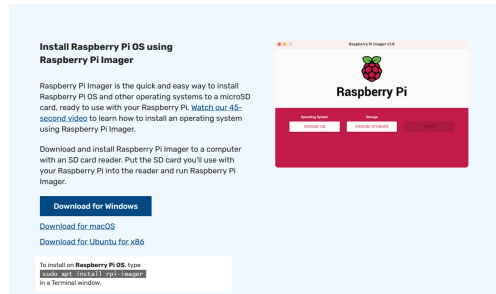 Install Raspberry Pi OS using
Raspberry Pi Imager
Raspberry Pi Imager is the quick and easy way to install
Raspberry Pi OS and other operating systems to a microSD
card, ready to use with your Raspberry Pi. Watch our 45-
second video to learn how to install an operating system
using Raspberry Pi Imager.
Download and install Raspberry Pi Imager to a computer
with an SD card reader. Put the SD card you'll use with
your Raspberry Pi into the reader and run Raspberry Pi
Imager.
Download for Windows
Download for macOS
Download for Ubuntu for x86
To install on Raspberry Pi OS, type
sudo apt install rpi-imager
in a Terminal window.
Raspberry Pi Imager v1.6
Raspberry Pi
Operating System Storage
CHOOSE OS CHOOSE STORAGE WRITE